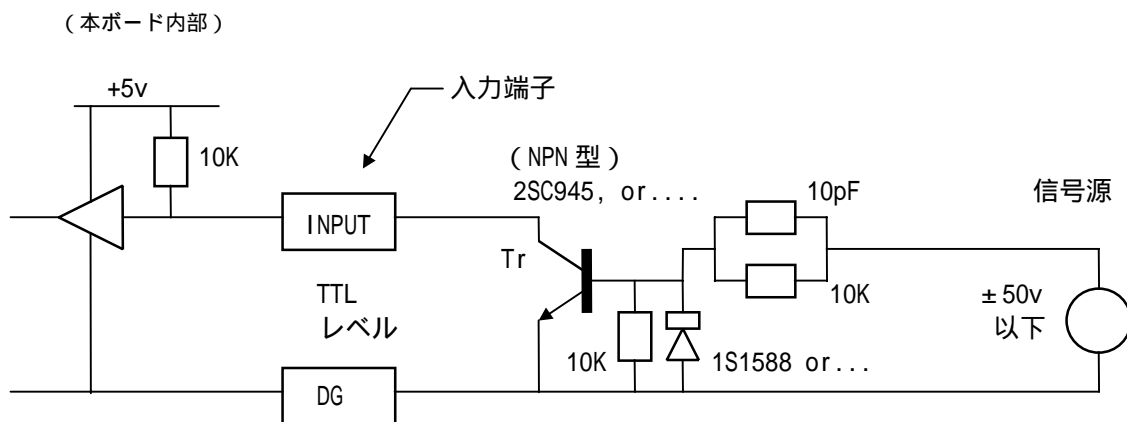 （本ボード内部）
+5v
入力端子
10K
（NPN 型）
2SC945, or....
10pF
信号源
INPUT
Tr
TTL
レベル
10K
±50v
以下
10K
1S1588 or...
DG